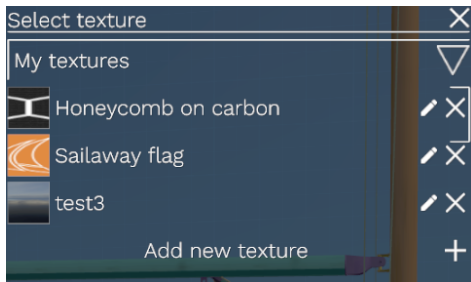 Select texture
My textures
Honeycomb on carbon
Sailaway flag
test3
Add new texture